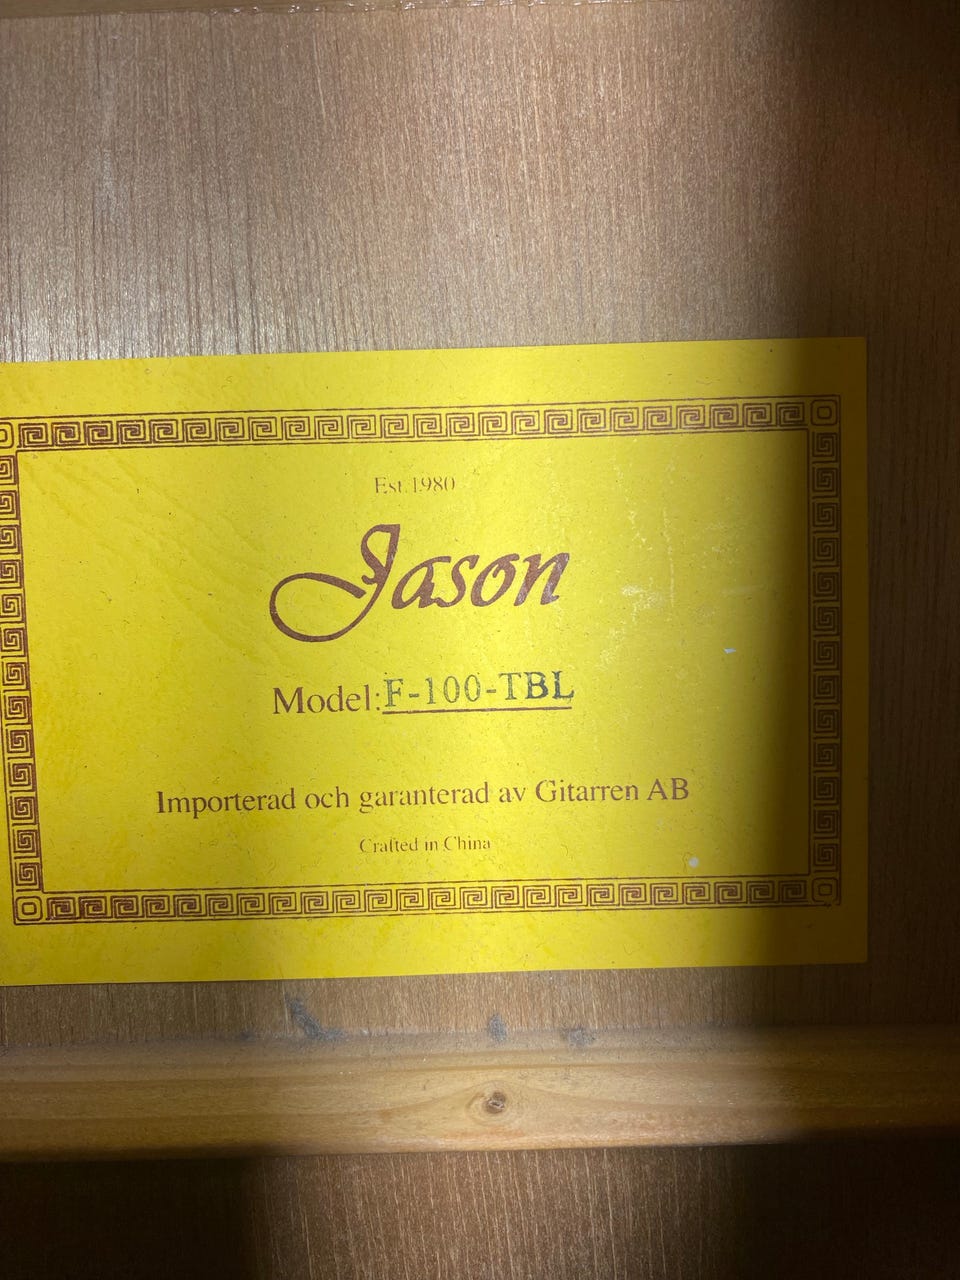 Est.1980
Jason
Model:F-100-TBL
Importerad och garanterad av Gitarren AB
Crafted in China